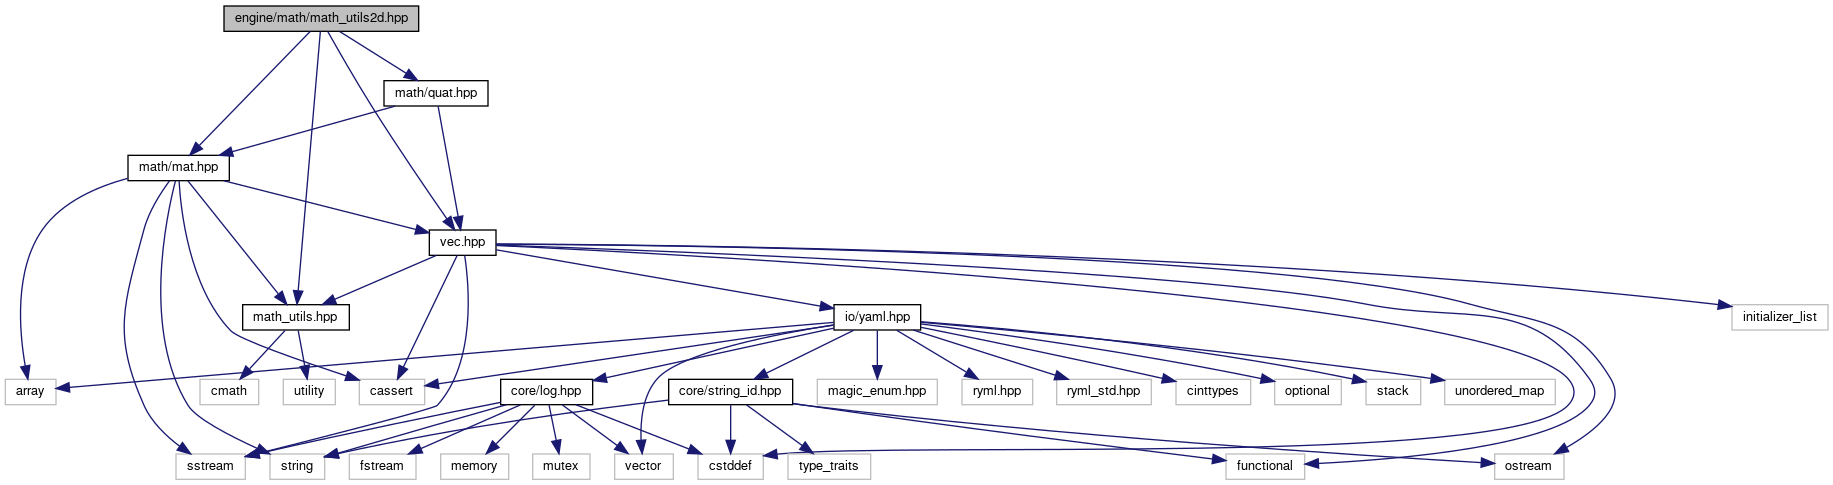 engine/math/math_utils2d.hpp
math/quat.hpp
math/mat.hpp
vec.hpp
math_utils.hpp
io/yaml.hpp
initializer_list
array
cmath
utility
cassert
core/log.hpp
core/string_id.hpp
magic_enum.hpp
ryml.hpp
ryml_std.hpp
cinttypes
optional
stack
unordered_map
sstream
string
fstream
memory
mutex
vector
cstddef
type_traits
functional
ostream